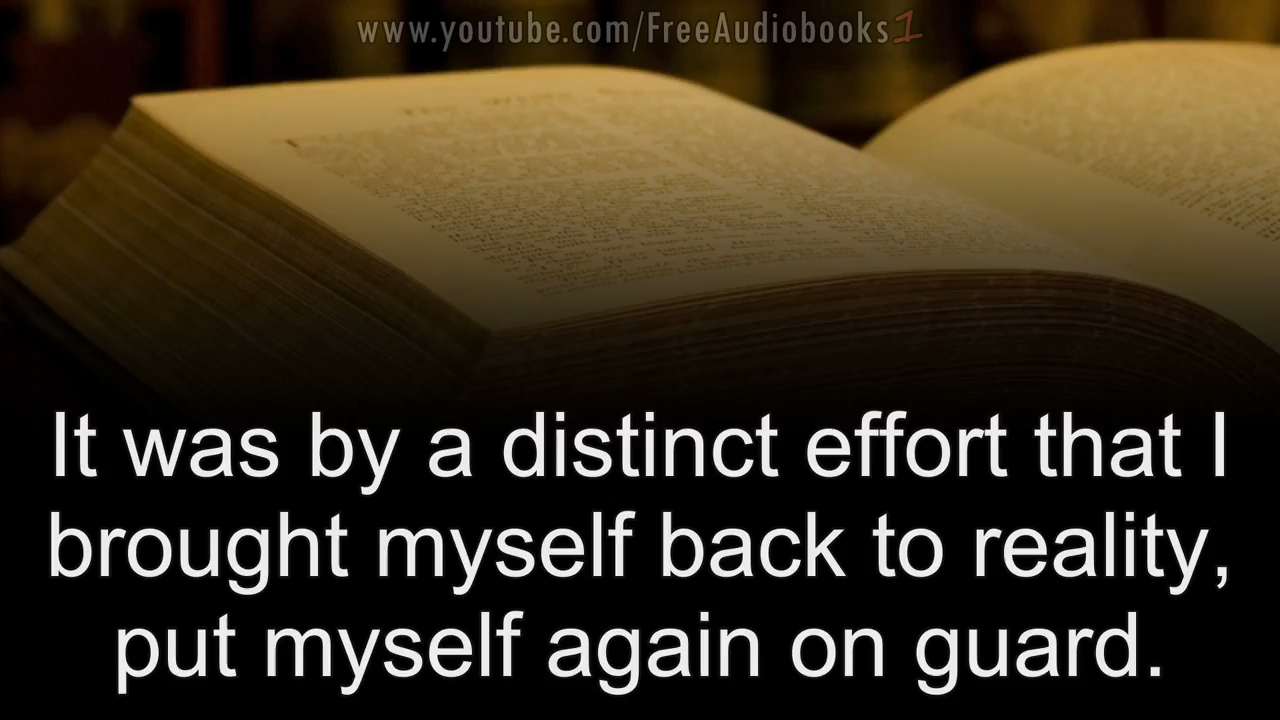 www.youtube.com/FreeAudiobooks1
It was by a distinct effort that I
brought myself back to reality,
put myself again on guard.